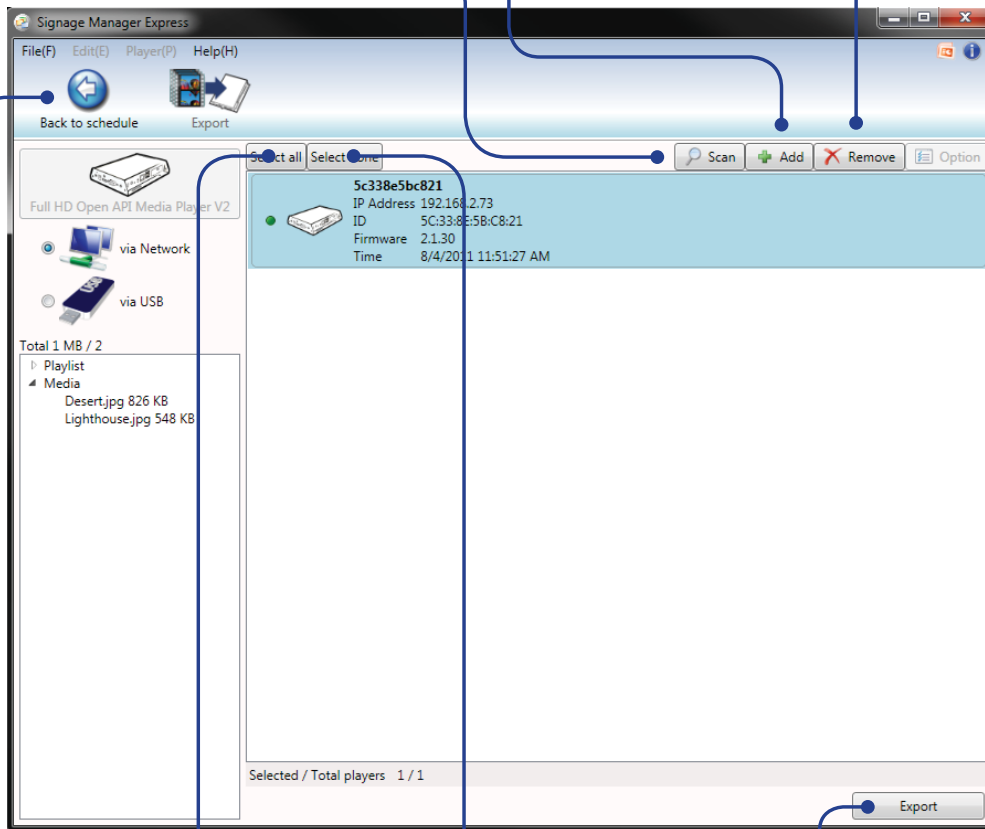 Signage Manager Express
File(F) Edit(E) Player(P) Help(H)
Back to schedule Export
Select all Select none Scan Add Remove Option
Full HD Open API Media Player V2
via Network
via USB
Total 1 MB / 2
Playlist
Media
Desert.jpg 826 KB
Lighthouse.jpg 548 KB
5c338e5bc821
IP Address 192.168.2.73
ID 5C:33:8E:5B:C8:21
Firmware 2.1.30
Time 8/4/2011 11:51:27 AM
Selected / Total players 1 / 1
Export